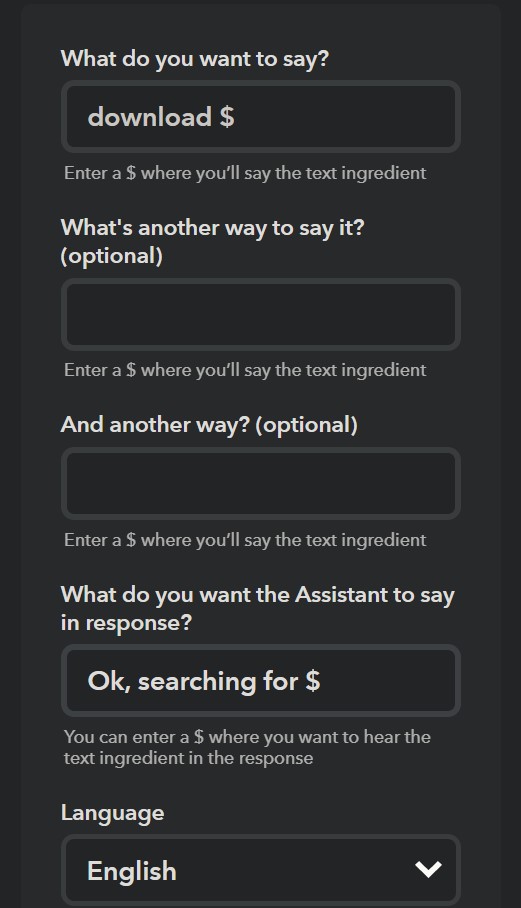 What do you want to say?
download $
Enter a $ where you’ll say the text ingredient
What's another way to say it?
(optional)
Enter a $ where you’ll say the text ingredient
And another way? (optional)
Enter a $ where you’ll say the text ingredient
What do you want the Assistant to say
in response?
Ok, searching for $
You can enter a $ where you want to hear the
text ingredient in the response
Language
English